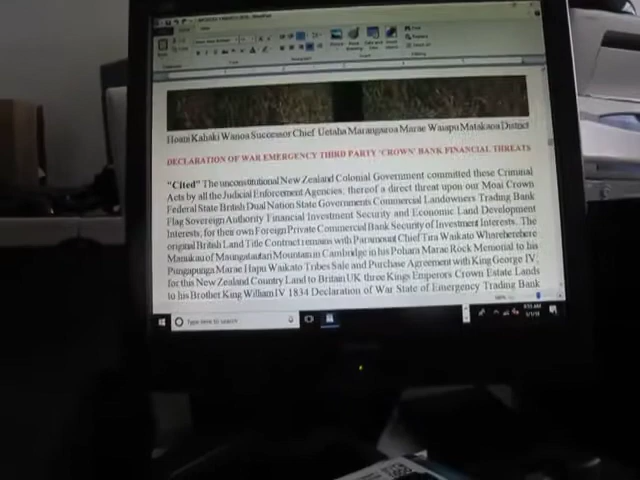 Hoani Kahaki Wanoa Successor Chief Uetaha Marangaroa Marae Waiapu Matakaoa District
DECLARATION OF WAR EMERGENCY THIRD PARTY 'CROWN' BANK FINANCIAL THREATS
"Cited" The unconstitutional New Zealand Colonial Government committed these Criminal
Acts by all the Judicial Enforcement Agencies, thereof a direct threat upon our Moai Crown
Federal State British Dual Nation State Governments Commercial Landowners Trading Bank
Flag Sovereign Authority Financial Investment Security and Economic Land Development
Interests, for their own Foreign Private Commercial Bank Security of Investment Interests. The
original British Land Title Contract remains with Paramount Chief Tira Waikato Whareherehere
Manukau of Maungatautari Mountain in Cambridge in his Pohara Marae Rock Memorial to his
Pungapunga Marae Hapu Waikato Tribes Sale and Purchase Agreement with King George IV,
for this New Zealand Country Land to Britain UK three Kings Emperors Crown Estate Lands
to his Brother King William IV 1834 Declaration of War State of Emergency Trading Bank
Type here to search